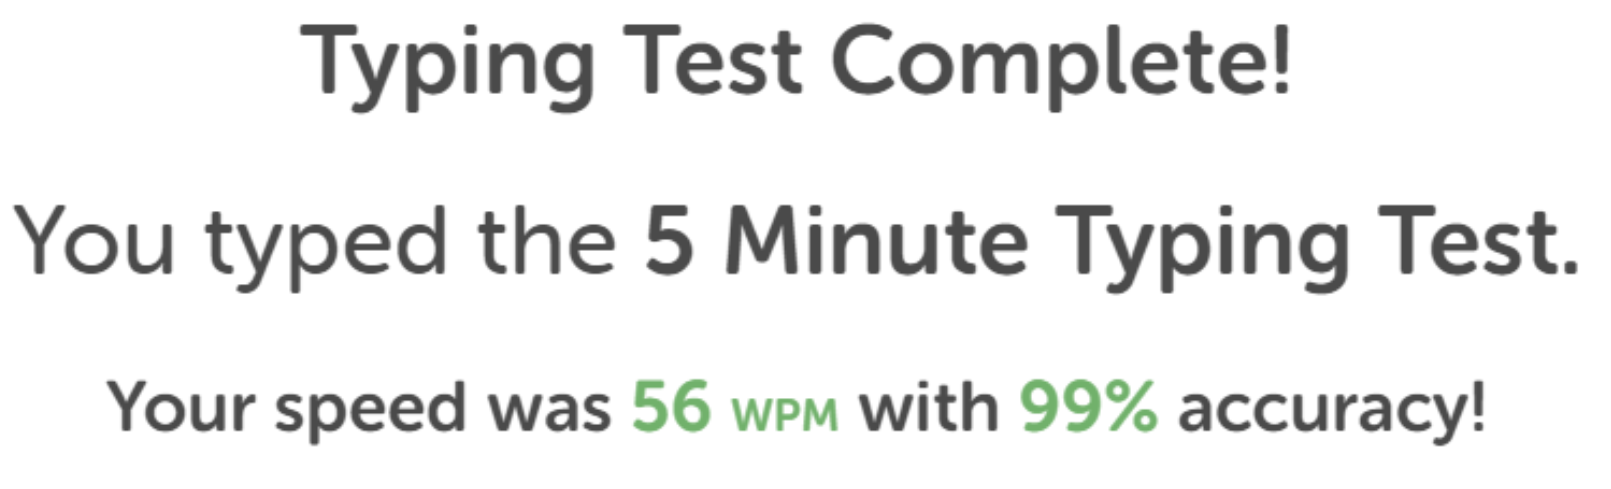 Typing Test Complete!
You typed the 5 Minute Typing Test.
Your speed was 56 WPM with 99% accuracy!